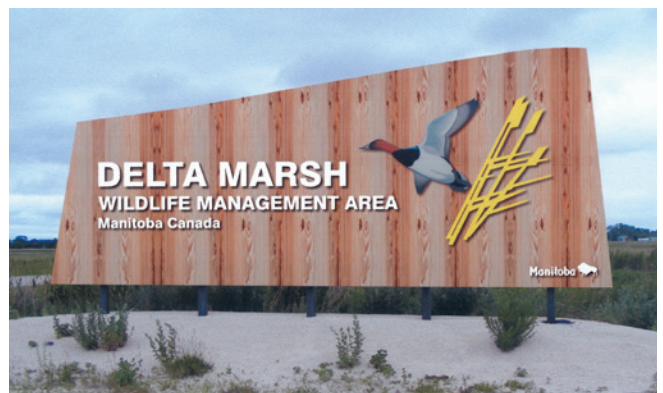 DELTA MARSH
WILDLIFE MANAGEMENT AREA
Manitoba Canada
Manitoba